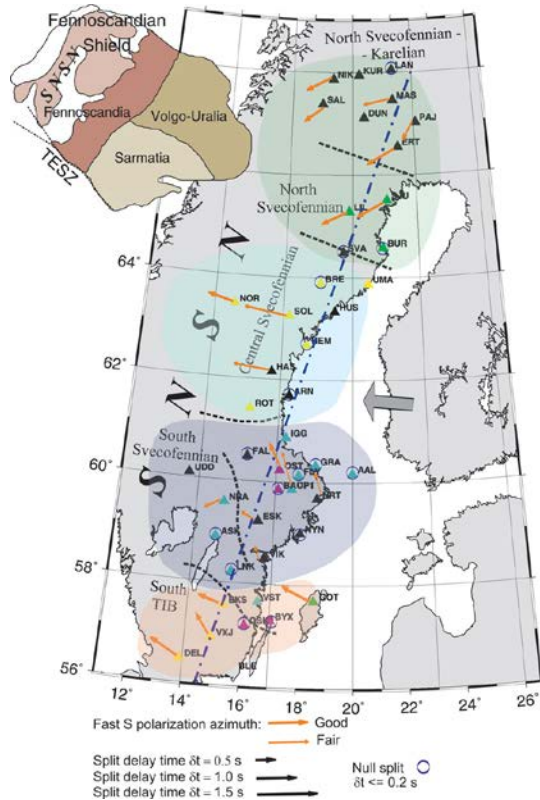 Fennoscandian
Shield
SNSN
Fennoscandia
Volgo-Uralia
Sarmatia
TESZ
North Svecofennian -
- Karelian
LAN
NIK
KUR
SAL
MAS
DUN
PAJ
ERT
North
Svecofennian
BUR
64˚
BRE
UMA
NOR
SOL
HUS
Central Svecofennian
62˚
HAS
ROT
S N S N
IGG
South
Svecofennian
60˚
UDD
FAL
GRA
AAL
OST
BACP1
NRA
ESK
ASK
NYN
58˚
LNK
South
TIB
BKS
VST
GOT
VXJ
BYX
DEL
BLE
56˚
12˚ 14˚ 16˚ 18˚ 20˚ 22˚ 24˚ 26˚
Fast S polarization azimuth: Good
Fair
Split delay time δt = 0.5 s
Split delay time δt = 1.0 s
Split delay time δt = 1.5 s
Null split
δt <= 0.2 s